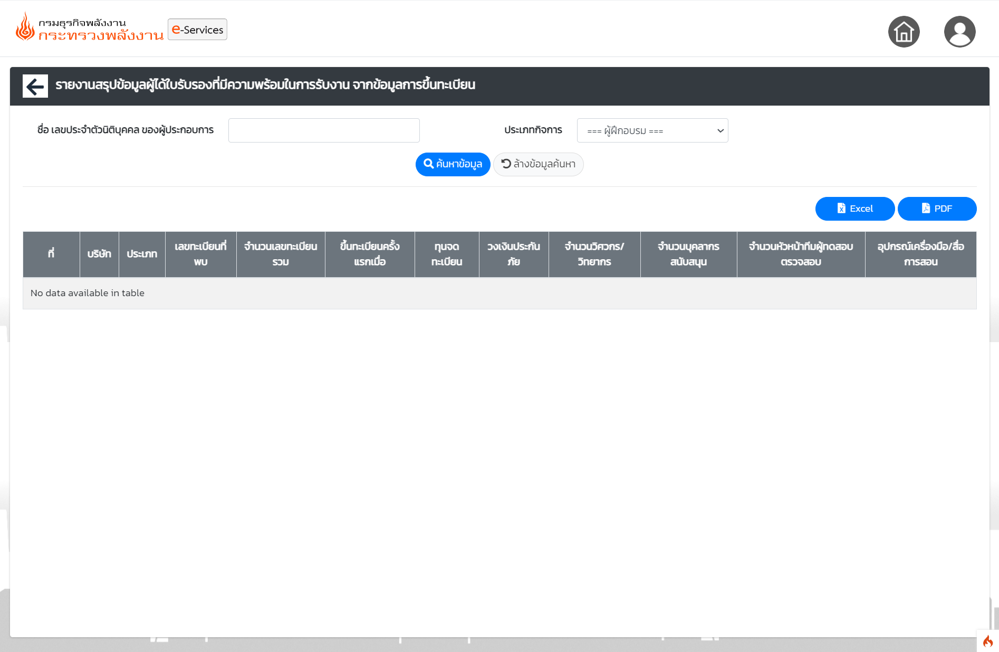 กรมธุรกิจพลังงาน
กระทรวงพลังงาน
e-Services
รายงานสรุปข้อมูลผู้ได้ใบรับรองที่มีความพร้อมในการรับงาน จากข้อมูลการขึ้นทะเบียน
ชื่อ เลขประจำตัวนิติบุคคล ของผู้ประกอบการ
ประเภทกิจการ
=== ผู้ฝึกอบรม ===
ค้นหาข้อมูล
ล้างข้อมูลค้นหา
Excel
PDF
ที่
บริษัท
ประเภท
เลขทะเบียนที่
พบ
จำนวนเลขทะเบียน
รวม
ขึ้นทะเบียนครั้ง
แรกเมื่อ
ทุนจด
ทะเบียน
วงเงินประกัน
ภัย
จำนวนวิศวกร/
วิทยากร
จำนวนบุคลากร
สนับสนุน
จำนวนหัวหน้าทีมผู้ทดสอบ
ตรวจสอบ
อุปกรณ์เครื่องมือ/สื่อ
การสอน
No data available in table